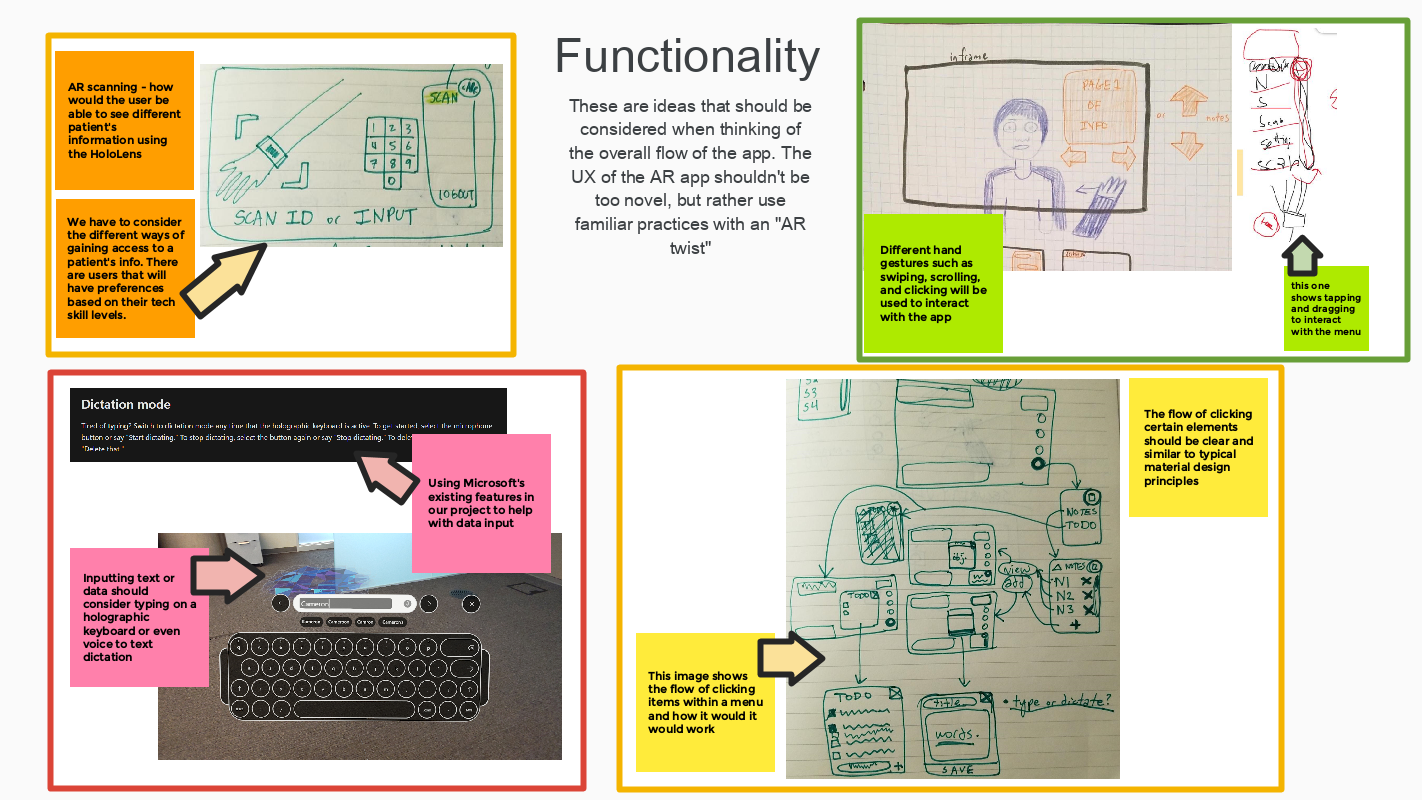 Functionality
These are ideas that should be
considered when thinking of
the overall flow of the app. The
UX of the AR app shouldn't be
too novel, but rather use
familiar practices with an "AR
twist"
AR scanning - how
would the user be
able to see different
patient's
information using
the HoloLens
We have to consider
the different ways of
gaining access to a
patient's info. There
are users that will
have preferences
based on their tech
skill levels.
SCAN
1 2 3
4 5 6
7 8 9
0
LOGOUT
SCAN ID or INPUT
inframe
PAGE 1
OF
INFO
or
notes
N
S
Scan
Different hand
gestures such as
swiping, scrolling,
and clicking will be
used to interact
with the app
this one
shows tapping
and dragging
to interact
with the menu
Dictation mode
Tired of typing? Switch to dictation mode any time that the holographic keyboard is active. To get started, select the microphone
button or say "Start dictating." To stop dictating, select the button again or say "Stop dictating." To
"Delete that."
Using Microsoft's
existing features in
our project to help
with data input
Inputting text or
data should
consider typing on a
holographic
keyboard or even
voice to text
dictation
Cameron
The flow of clicking
certain elements
should be clear and
similar to typical
material design
principles
S3
S4
NOTES
TODO
TODO
view
add
NOTES
N1
N2
N3
+
TODO
This image shows
the flow of clicking
items within a menu
and how it would it
would work
TODO
+
title
words.
SAVE
• type or dictate?